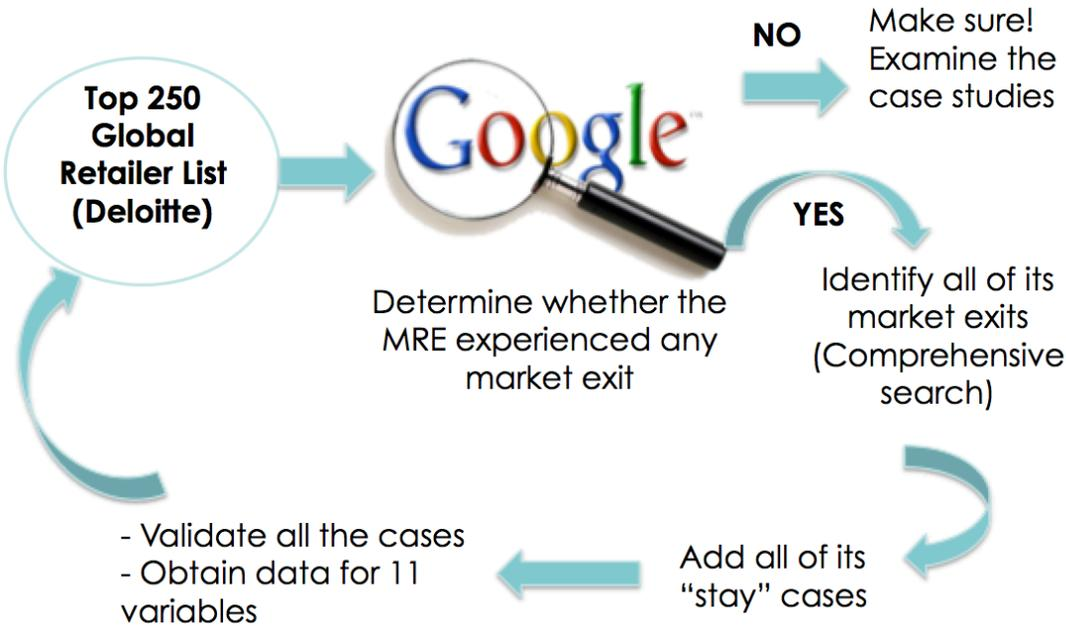 Top 250
Global
Retailer List
(Deloitte)
Google™
NO
Make sure!
Examine the
case studies
YES
Determine whether the
MRE experienced any
market exit
Identify all of its
market exits
(Comprehensive
search)
Add all of its
“stay” cases
- Validate all the cases
- Obtain data for 11
variables